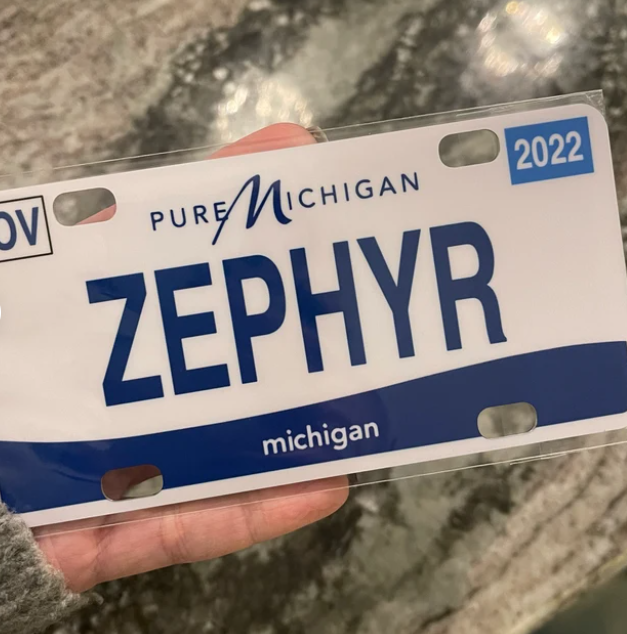 OV
2022
PURE MICHIGAN
ZEPHYR
michigan